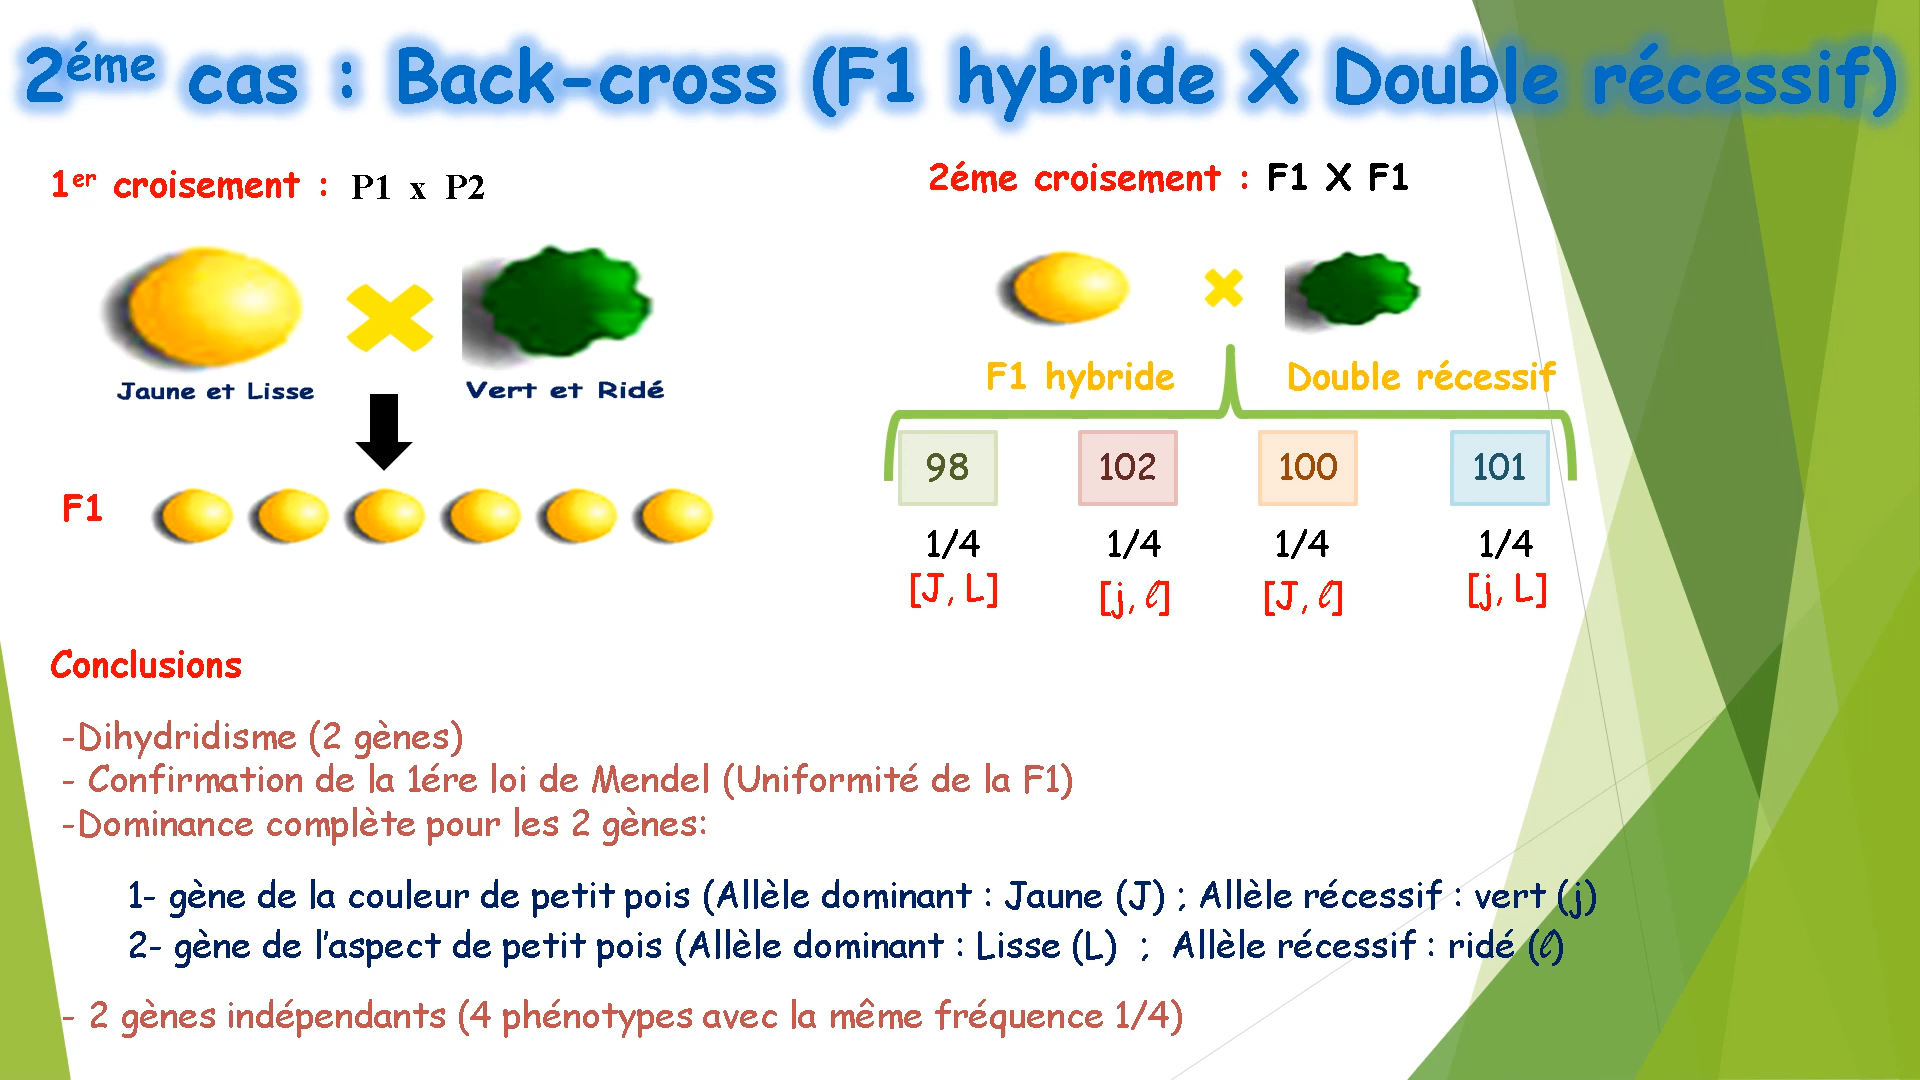 2éme cas : Back-cross (F1 hybride X Double récessif)
1er croisement : P1 x P2
Jaune et Lisse
Vert et Ridé
F1
2éme croisement : F1 X F1
F1 hybride
Double récessif
98 102 100 101
1/4 1/4 1/4 1/4
[J, L] [j, ℓ] [J, ℓ] [j, L]
Conclusions
-Dihydridisme (2 gènes)
- Confirmation de la 1ére loi de Mendel (Uniformité de la F1)
-Dominance complète pour les 2 gènes:
1- gène de la couleur de petit pois (Allèle dominant : Jaune (J) ; Allèle récessif : vert (j)
2- gène de l’aspect de petit pois (Allèle dominant : Lisse (L) ; Allèle récessif : ridé (ℓ)
- 2 gènes indépendants (4 phénotypes avec la même fréquence 1/4)